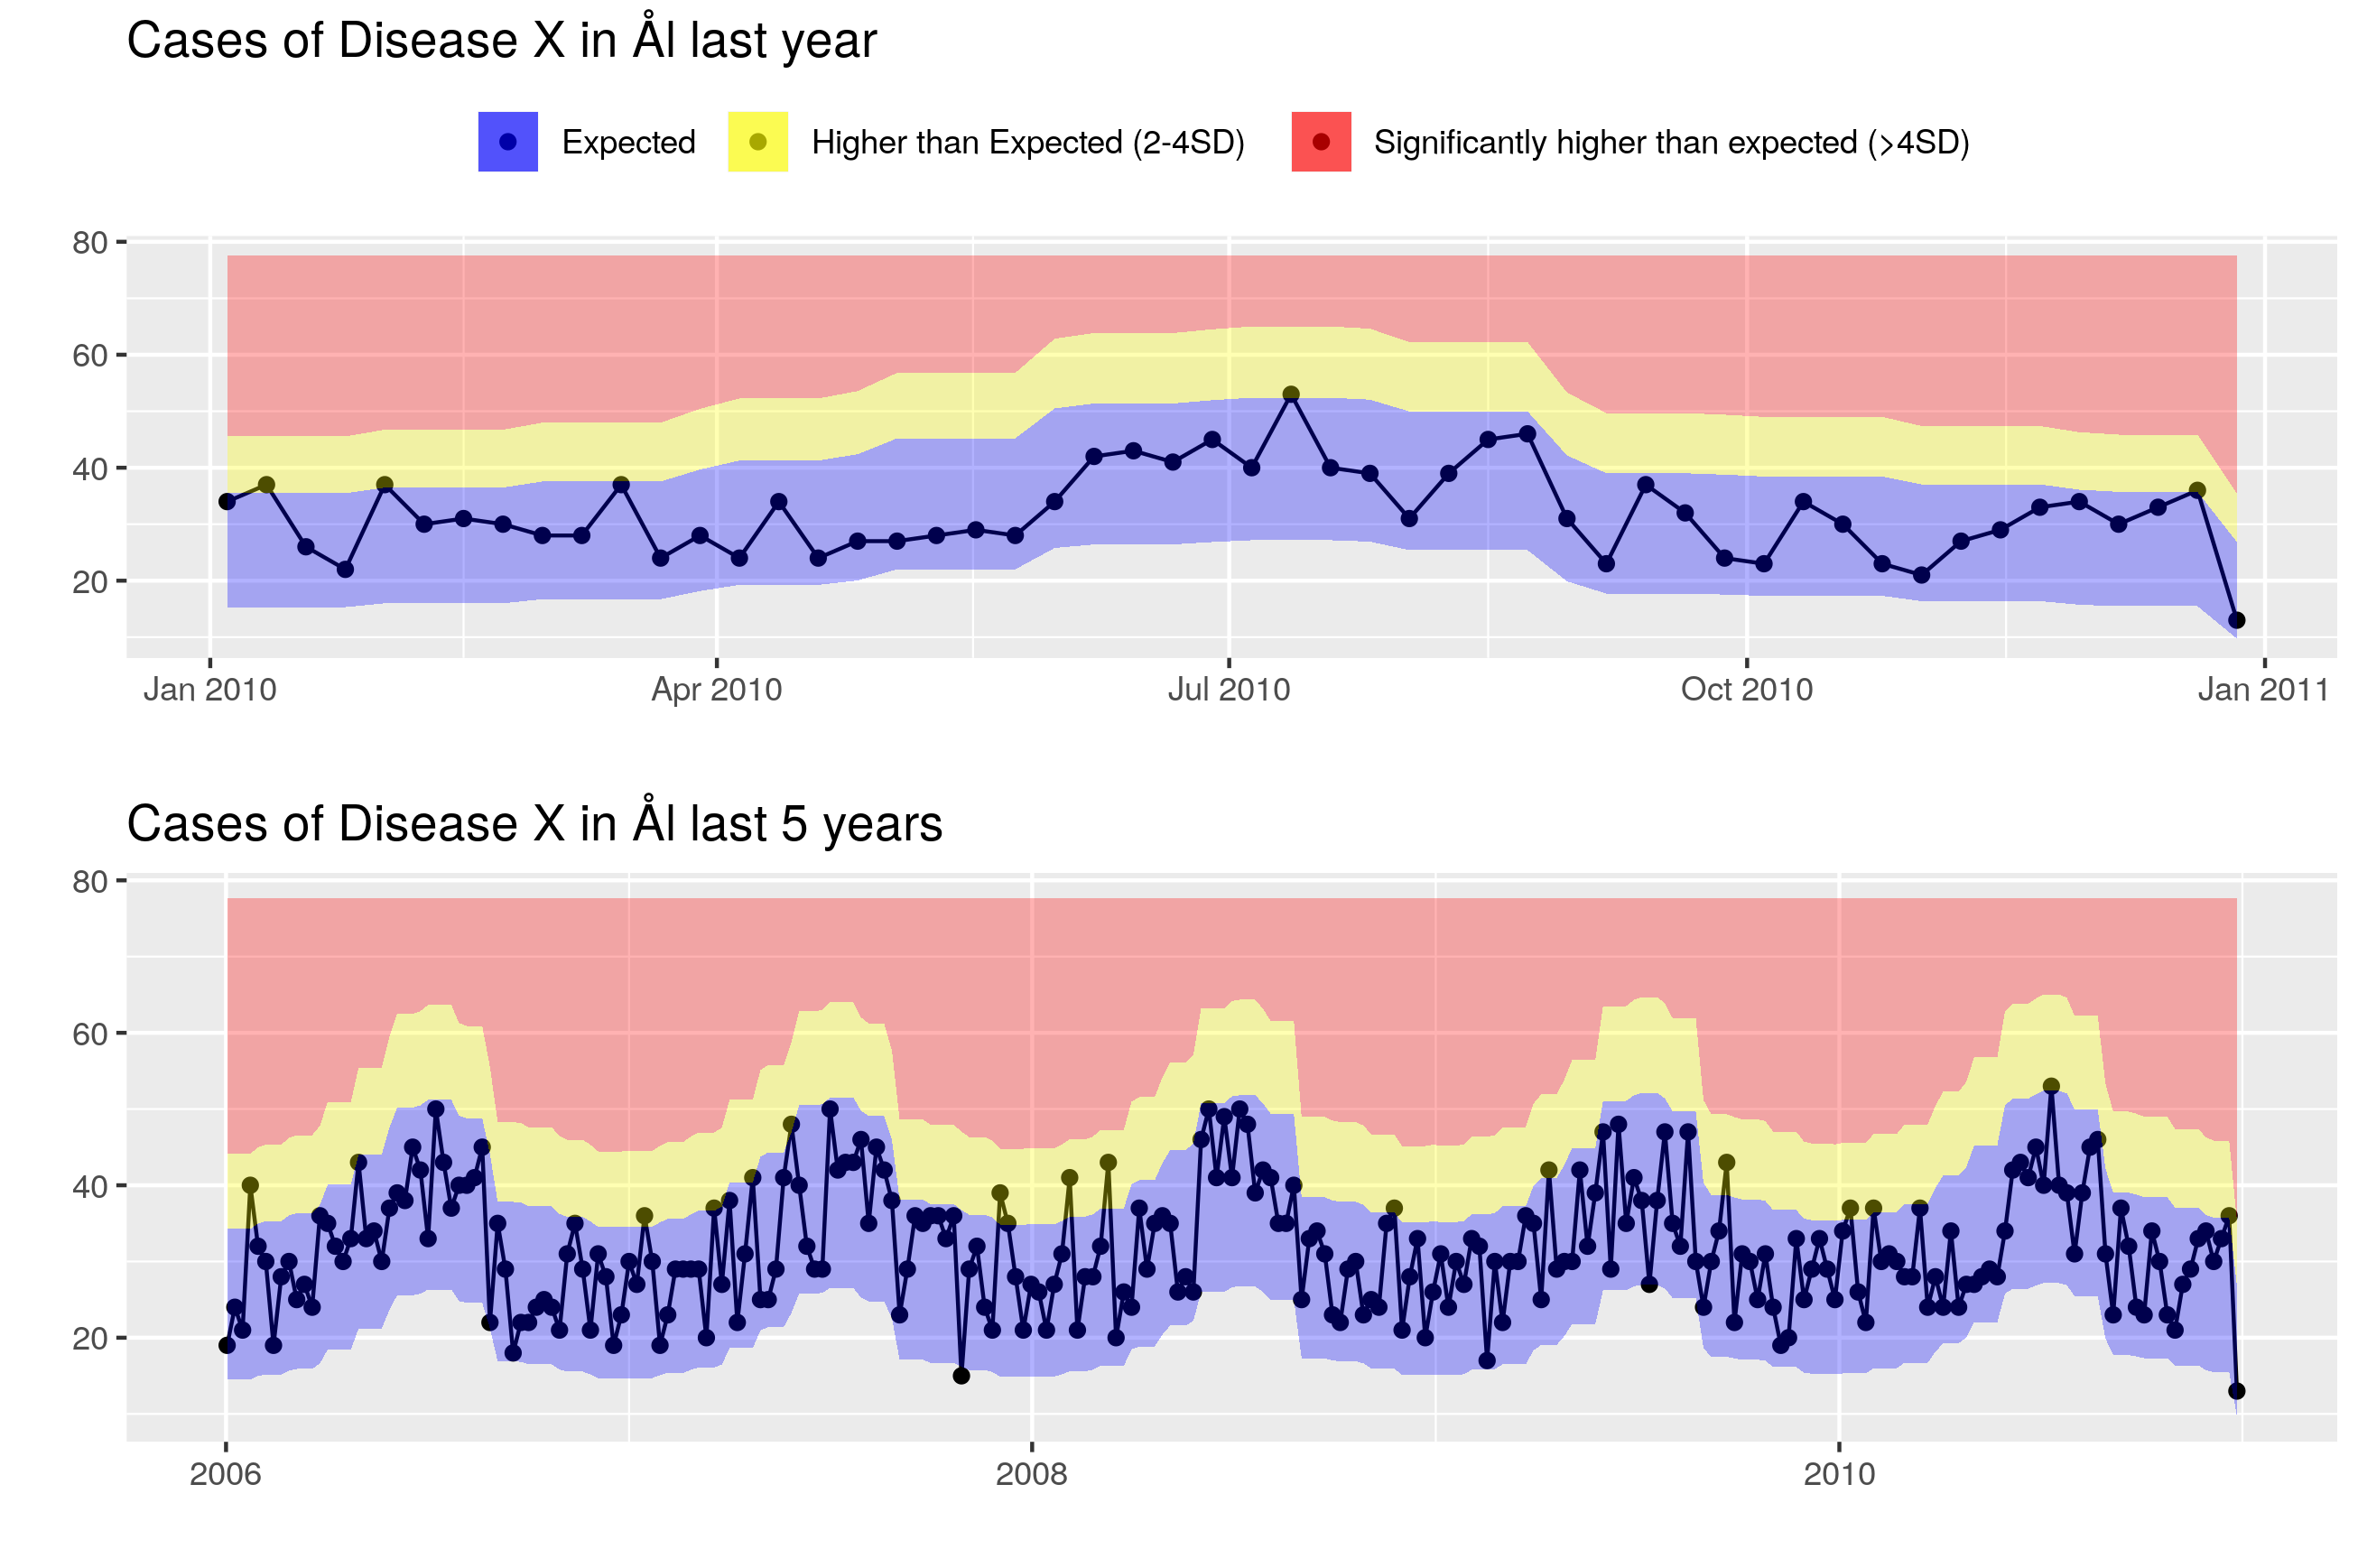 Cases of Disease X in Ål last year
Expected Higher than Expected (2-4SD) Significantly higher than expected (>4SD)
80
60
40
20
Jan 2010 Apr 2010 Jul 2010 Oct 2010 Jan 2011
Cases of Disease X in Ål last 5 years
80
60
40
20
2006 2008 2010